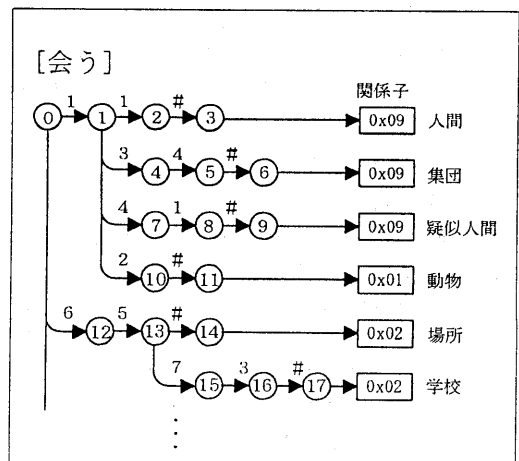 [会う]
関係子
0 1 1 1 2 # 3 0x09 人間
3 4 4 5 # 6 0x09 集団
4 7 1 8 # 9 0x09 疑似人間
2 10 # 11 0x01 動物
6 12 5 13 # 14 0x02 場所
7 15 3 16 # 17 0x02 学校